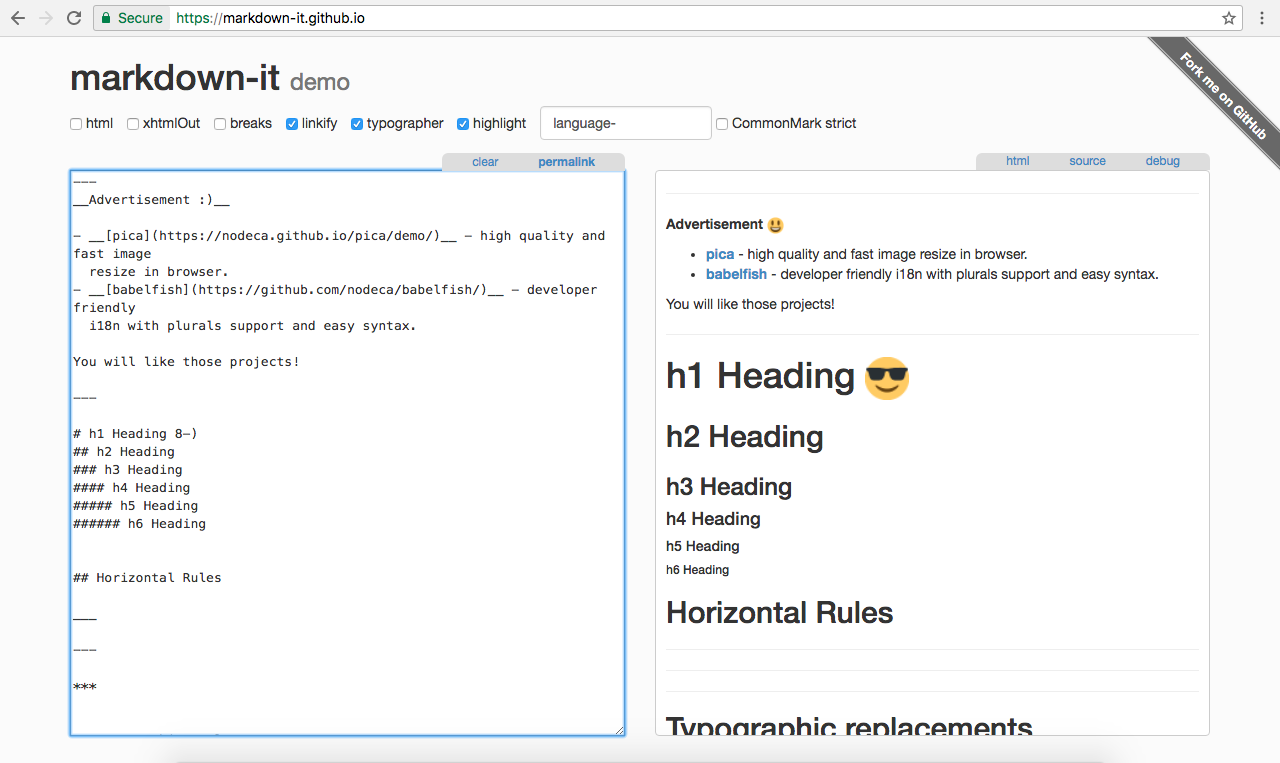 Secure https://markdown-it.github.io
Fork me on GitHub
markdown-it demo
html xhtmlOut breaks linkify typographer highlight language- CommonMark strict
clear permalink
---
__Advertisement :)__
- __[pica](https://nodeca.github.io/pica/demo/)__ - high quality and
fast image
resize in browser.
- __[babelfish](https://github.com/nodeca/babelfish/)__ - developer
friendly
i18n with plurals support and easy syntax.
You will like those projects!
---
# h1 Heading 8-)
## h2 Heading
### h3 Heading
#### h4 Heading
##### h5 Heading
###### h6 Heading
## Horizontal Rules
___
---
***
html source debug
Advertisement 😃
• pica - high quality and fast image resize in browser.
• babelfish - developer friendly i18n with plurals support and easy syntax.
You will like those projects!
h1 Heading 😎
h2 Heading
h3 Heading
h4 Heading
h5 Heading
h6 Heading
Horizontal Rules
Typographic replacements